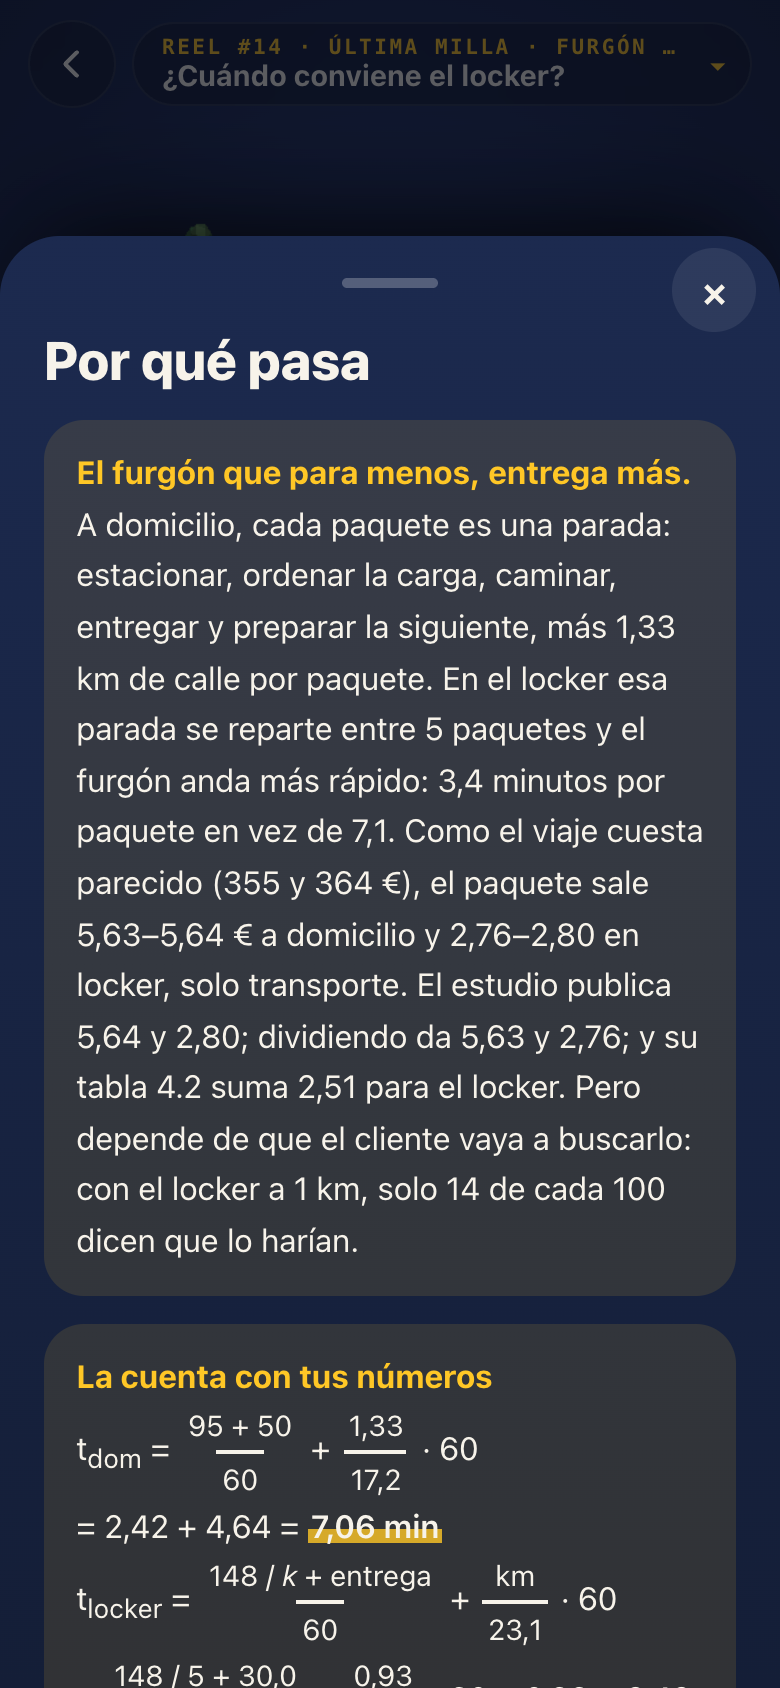 REEL #14 · ÚLTIMA MILLA · FURGÓN …
¿Cuándo conviene el locker?
×
Por qué pasa
El furgón que para menos, entrega más.
A domicilio, cada paquete es una parada:
estacionar, ordenar la carga, caminar,
entregar y preparar la siguiente, más 1,33
km de calle por paquete. En el locker esa
parada se reparte entre 5 paquetes y el
furgón anda más rápido: 3,4 minutos por
paquete en vez de 7,1. Como el viaje cuesta
parecido (355 y 364 €), el paquete sale
5,63–5,64 € a domicilio y 2,76–2,80 en
locker, solo transporte. El estudio publica
5,64 y 2,80; dividiendo da 5,63 y 2,76; y su
tabla 4.2 suma 2,51 para el locker. Pero
depende de que el cliente vaya a buscarlo:
con el locker a 1 km, solo 14 de cada 100
dicen que lo harían.
La cuenta con tus números
t_dom = (95 + 50)/60 + 1,33/17,2 · 60
= 2,42 + 4,64 = 7,06 min
t_locker = (148 / k + entrega)/60 + km/23,1 · 60
148 / 5 + 30,0 0,93